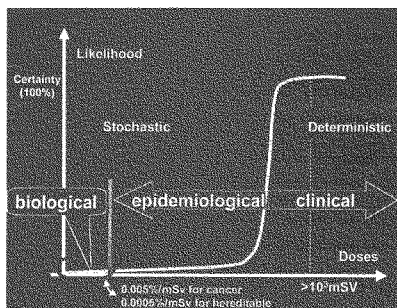 Likelihood
Certainty
(100%)
Stochastic
Deterministic
biological
epidemiological
clinical
Doses
0.005%/mSv for cancer
0.0005%/mSv for hereditable
>10³mSV